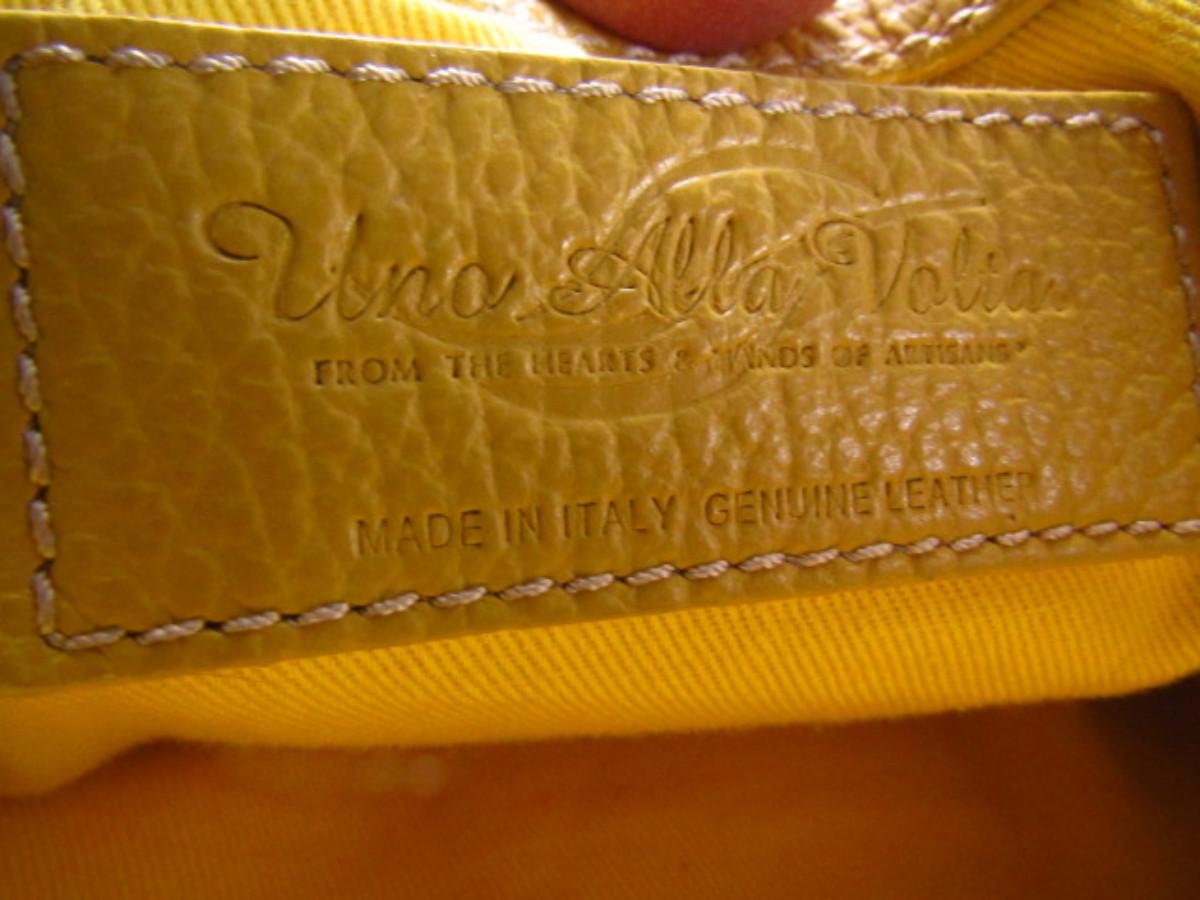 Uno Alla Volta
FROM THE HEARTS & HANDS OF ARTISANS
MADE IN ITALY GENUINE LEATHER